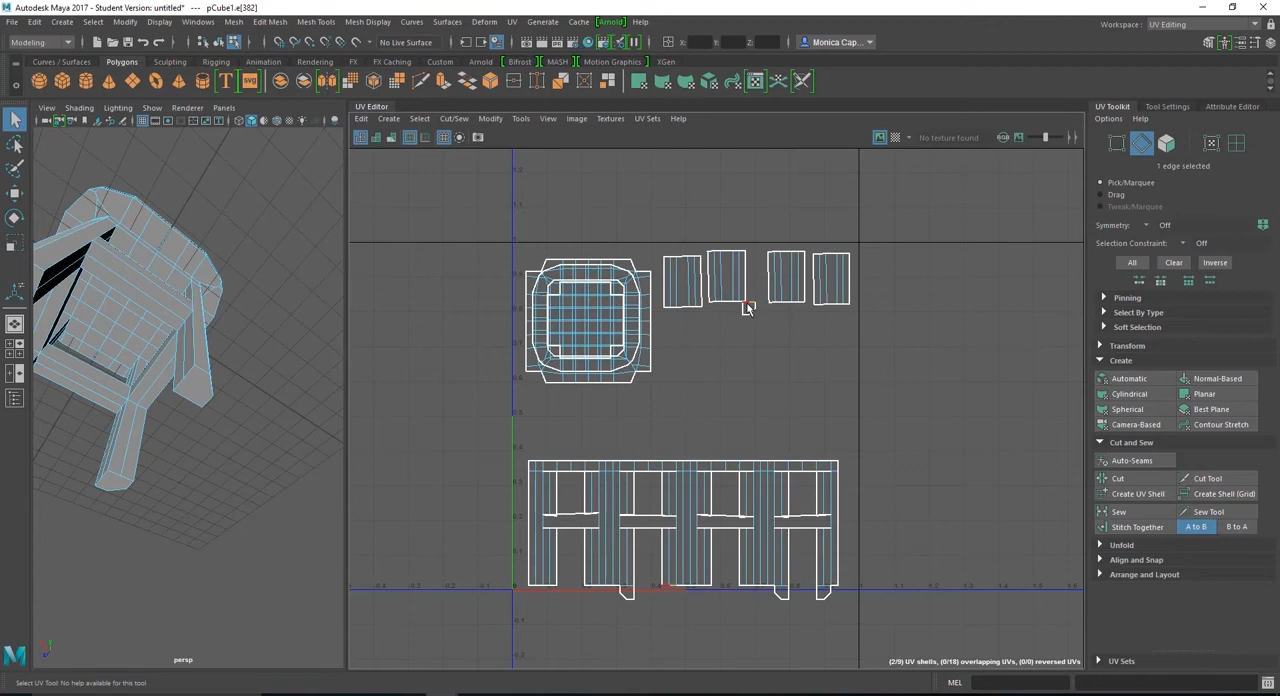 Autodesk Maya 2017 - Student Version: untitled* --- pCube1.e[382]
File Edit Create Select Modify Display Windows Mesh Edit Mesh Mesh Tools Mesh Display Curves Surfaces Deform UV Generate Cache [Arnold] Help
Workspace : UV Editing
Modeling No Live Surface X: Y: Z: Monica Cap...
Curves / Surfaces Polygons Sculpting Rigging Animation Rendering FX FX Caching Custom Arnold Bifrost MASH Motion Graphics XGen
T SVG
UV Editor UV Toolkit Tool Settings Attribute Editor
View Shading Lighting Show Renderer Panels
Edit Create Select Cut/Sew Modify Tools View Image Textures UV Sets Help
Options Help
No texture found
RGB
1 edge selected
Pick/Marquee
Drag
Tweak/Marquee
Symmetry: Off
Selection Constraint: Off
All Clear Inverse
Pinning
Select By Type
Soft Selection
Transform
Create
Automatic Normal-Based
Cylindrical Planar
Spherical Best Plane
Camera-Based Contour Stretch
Cut and Sew
Auto-Seams
Cut Cut Tool
Create UV Shell Create Shell (Grid)
Sew Sew Tool
Stitch Together A to B B to A
Unfold
Align and Snap
Arrange and Layout
persp
(2/9) UV shells, (0/18) overlapping UVs, (0/0) reversed UVs
UV Sets
Select UV Tool: No help available for this tool
MEL